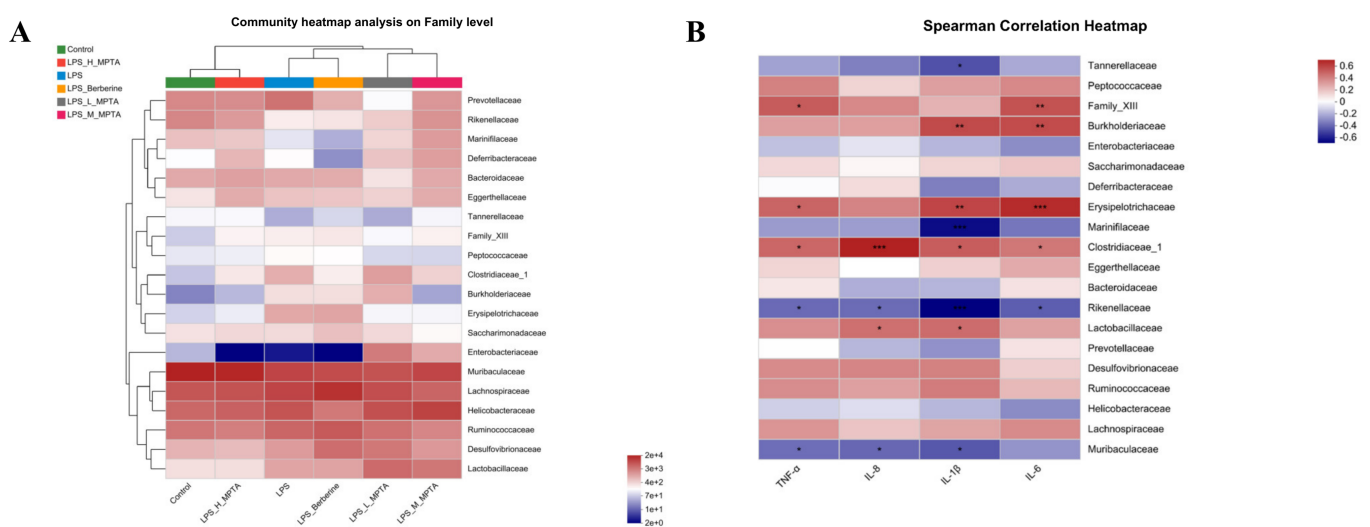 A
Community heatmap analysis on Family level
Control
LPS_H_MPTA
LPS
LPS_Berberine
LPS_L_MPTA
LPS_M_MPTA
Prevotellaceae
Rikenellaceae
Marinifilaceae
Deferribacteraceae
Bacteroidaceae
Eggerthellaceae
Tannerellaceae
Family_XIII
Peptococcaceae
Clostridiaceae_1
Burkholderiaceae
Erysipelotrichaceae
Saccharimonadaceae
Enterobacteriaceae
Muribaculaceae
Lachnospiraceae
Helicobacteraceae
Ruminococcaceae
Desulfovibrionaceae
Lactobacillaceae
Control
LPS_H_MPTA
LPS
LPS_Berberine
LPS_L_MPTA
LPS_M_MPTA
2e+4
2e+3
4e+2
7e+1
1e+1
2e+0
B
Spearman Correlation Heatmap
* Tannerellaceae
Peptococcaceae
* ** Family_XIII
** ** Burkholderiaceae
Enterobacteriaceae
Saccharimonadaceae
Deferribacteraceae
* ** *** Erysipelotrichaceae
*** Marinifilaceae
* *** * * Clostridiaceae_1
Eggerthellaceae
Bacteroidaceae
* * *** * Rikenellaceae
* * Lactobacillaceae
Prevotellaceae
Desulfovibrionaceae
Ruminococcaceae
Helicobacteraceae
Lachnospiraceae
* * * Muribaculaceae
TNF-α
IL-8
IL-1β
IL-6
0.6
0.4
0.2
0
-0.2
-0.4
-0.6